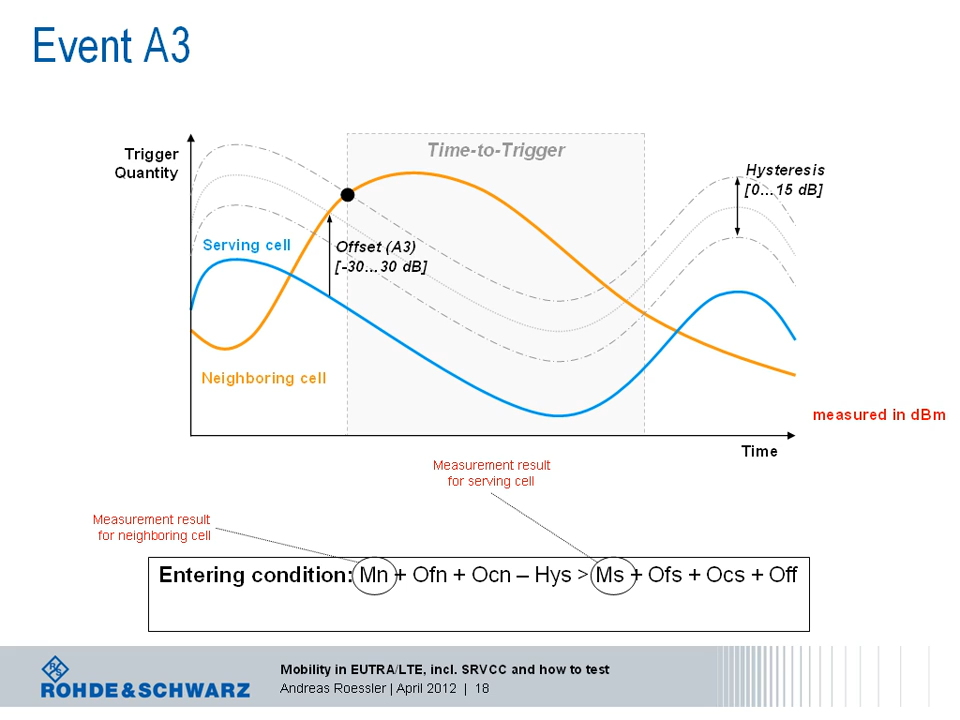 Event A3
Trigger
Quantity
Time-to-Trigger
Hysteresis
[0...15 dB]
Serving cell
Offset (A3)
[-30...30 dB]
Neighboring cell
measured in dBm
Time
Measurement result
for serving cell
Measurement result
for neighboring cell
Entering condition: Mn + Ofn + Ocn – Hys > Ms + Ofs + Ocs + Off
R S
ROHDE & SCHWARZ
Mobility in EUTRA/LTE, incl. SRVCC and how to test
Andreas Roessler | April 2012 | 18